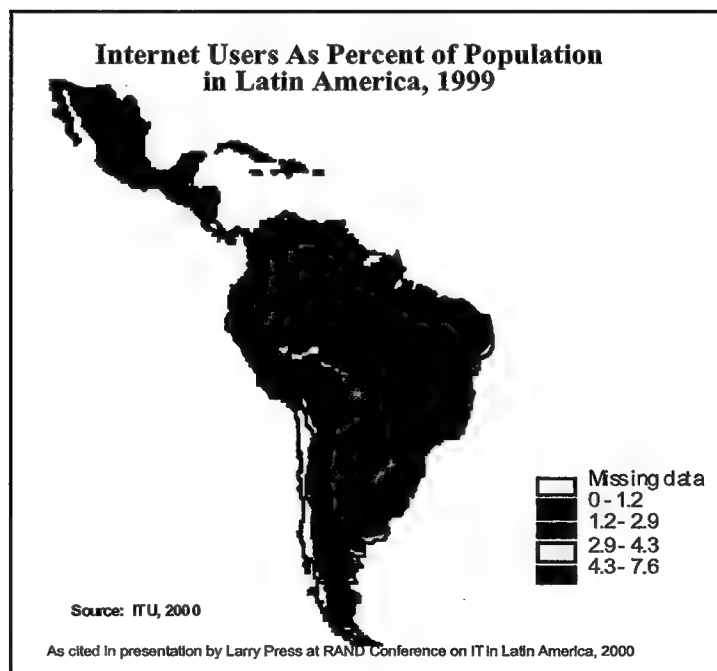 Internet Users As Percent of Population
in Latin America, 1999
Missing data
0 - 1.2
1.2 - 2.9
2.9 - 4.3
4.3 - 7.6
Source: ITU, 2000
As cited in presentation by Larry Press at RAND Conference on IT in Latin America, 2000